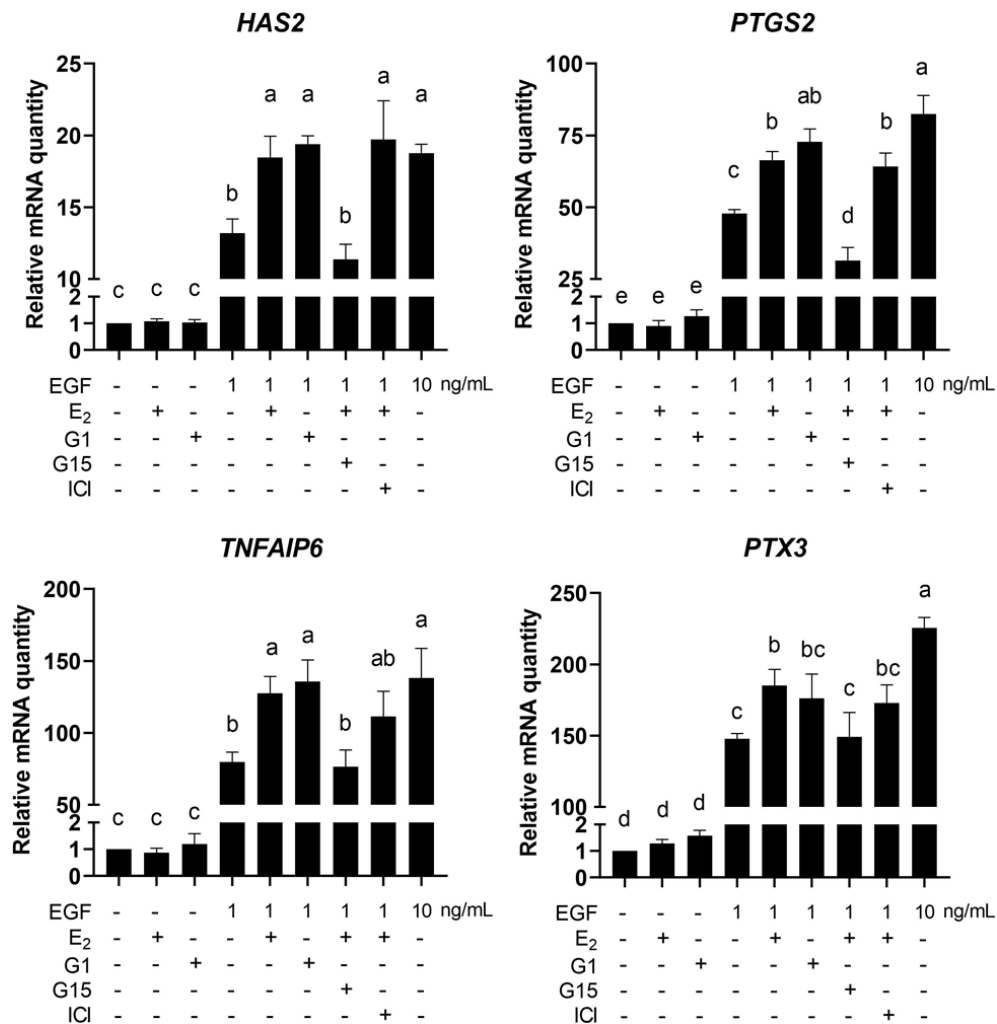 HAS2
Relative mRNA quantity
25
20
15
10
2
1
0
c c c b a a b a a
EGF - - - 1 1 1 1 1 10 ng/mL
E2 - + - - + - + + -
G1 - - + - - + - - -
G15 - - - - - - + - -
ICI - - - - - - - + -
PTGS2
Relative mRNA quantity
100
75
50
25
2
1
0
e e e c b ab d b a
EGF - - - 1 1 1 1 1 10 ng/mL
E2 - + - - + - + + -
G1 - - + - - + - - -
G15 - - - - - - + - -
ICI - - - - - - - + -
TNFAIP6
Relative mRNA quantity
200
150
100
50
2
1
0
c c c b a a b ab a
EGF - - - 1 1 1 1 1 10 ng/mL
E2 - + - - + - + + -
G1 - - + - - + - - -
G15 - - - - - - + - -
ICI - - - - - - - + -
PTX3
Relative mRNA quantity
250
200
150
100
2
1
0
d d d c b bc c bc a
EGF - - - 1 1 1 1 1 10 ng/mL
E2 - + - - + - + + -
G1 - - + - - + - - -
G15 - - - - - - + - -
ICI - - - - - - - + -